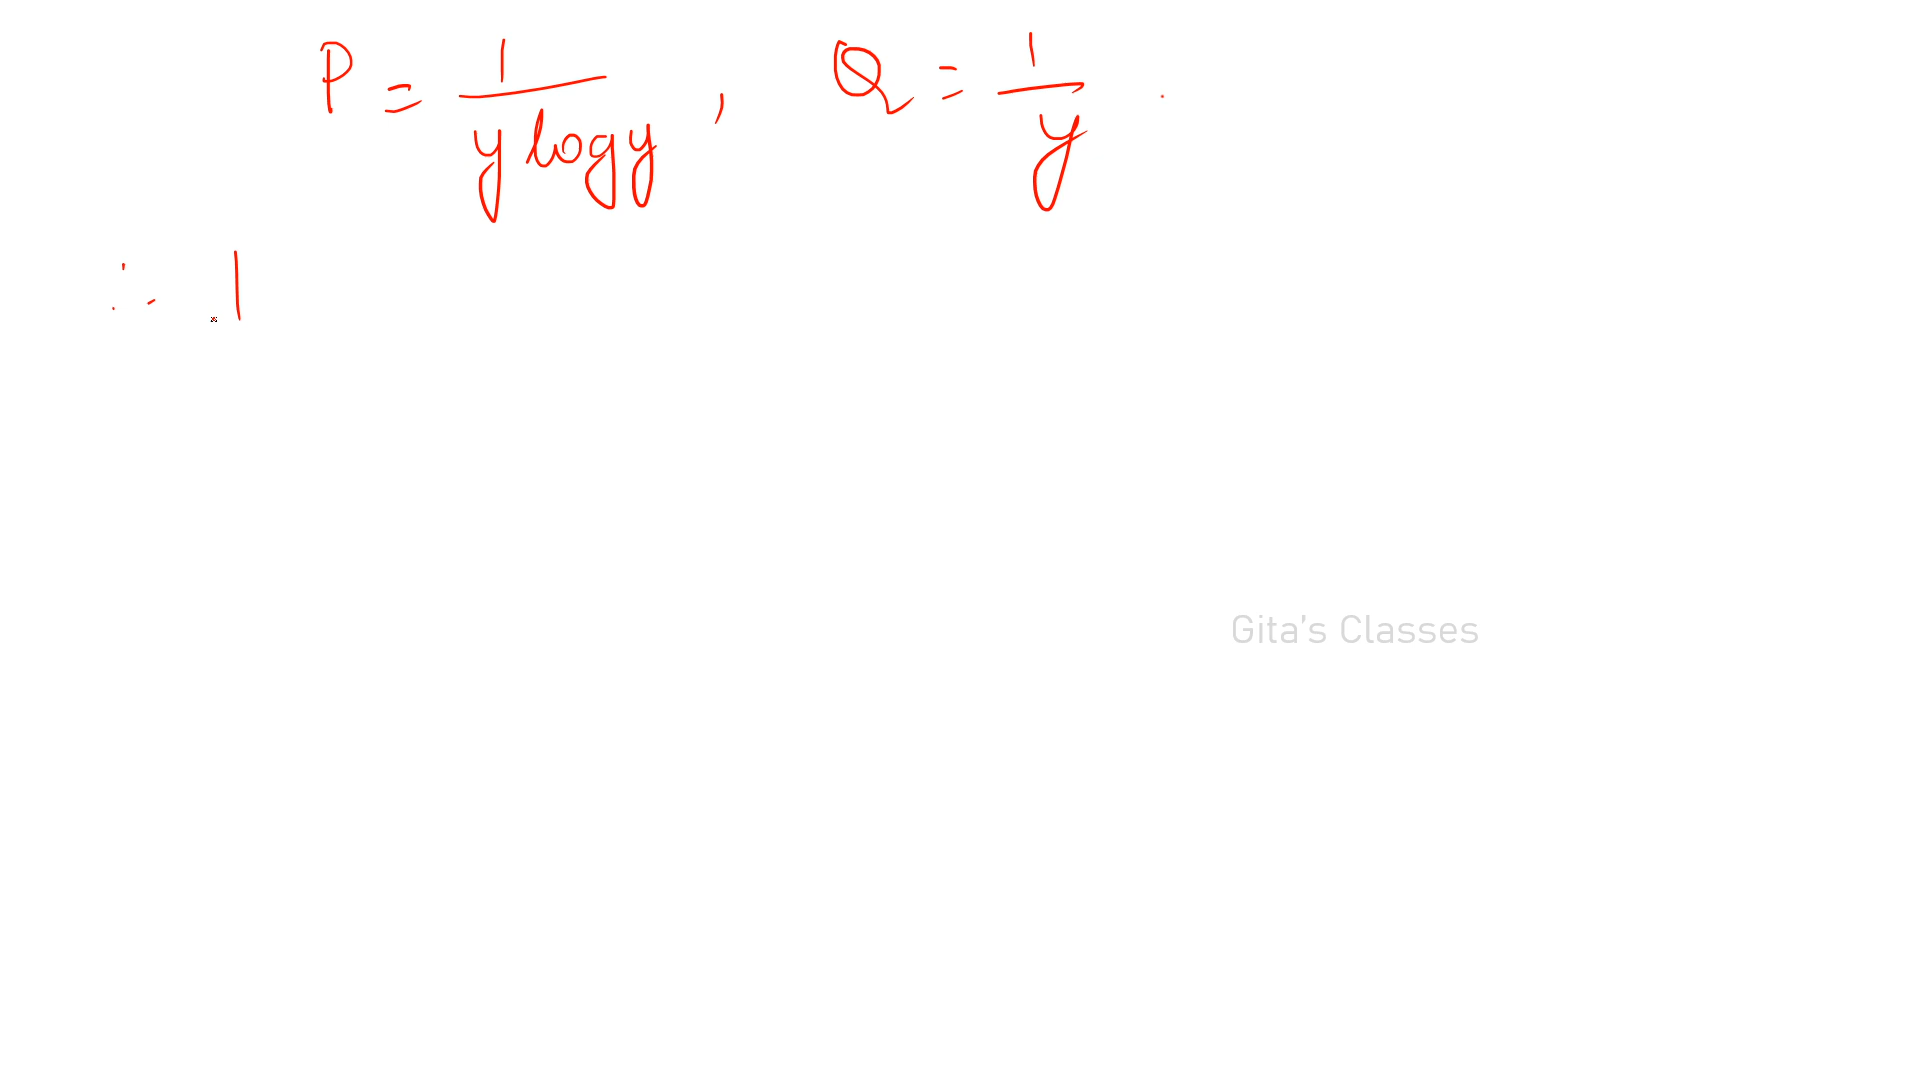 P = 1/(y log y) , Q = 1/y .
∴ I
Gita's Classes